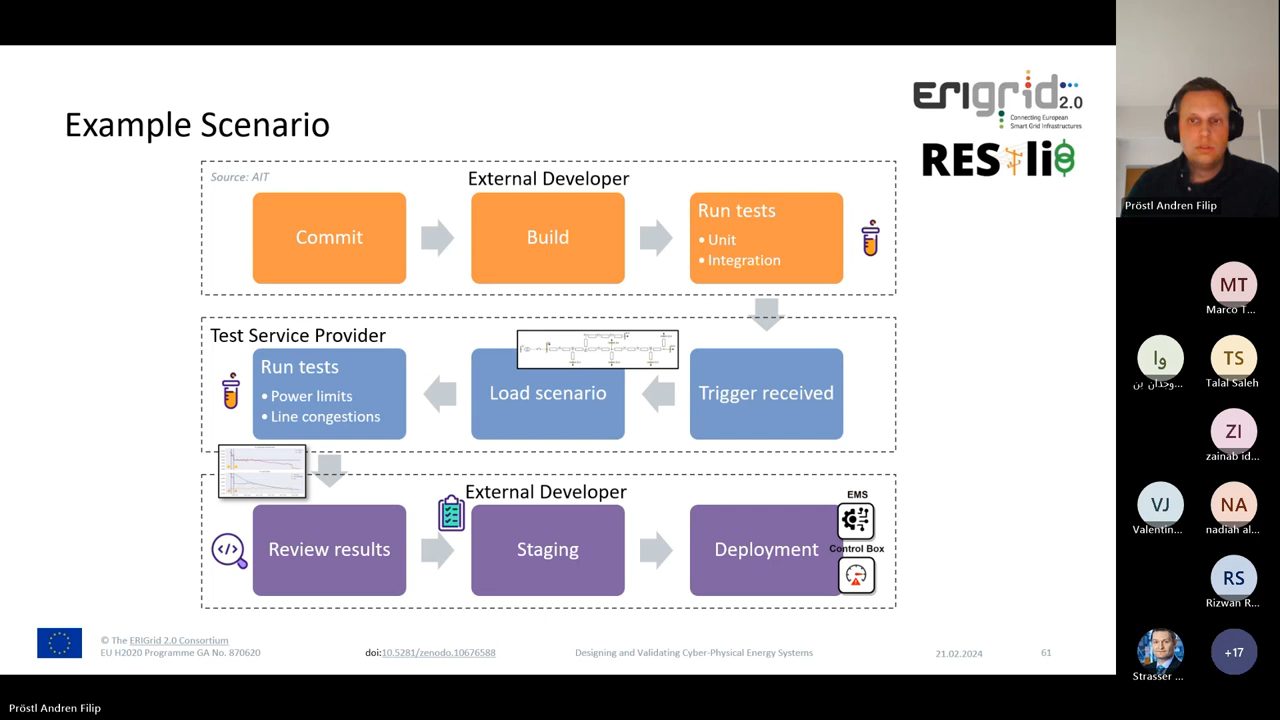 Example Scenario
ERIgrid 2.0
Connecting European
Smart Grid Infrastructures
RESili8
Source: AIT
External Developer
Commit
Build
Run tests
• Unit
• Integration
Test Service Provider
Run tests
• Power limits
• Line congestions
Load scenario
Trigger received
External Developer
Review results
Staging
Deployment
EMS
Control Box
© The ERIGrid 2.0 Consortium
EU H2020 Programme GA No. 870620
doi:10.5281/zenodo.10676588
Designing and Validating Cyber-Physical Energy Systems
21.02.2024
61
Pröstl Andren Filip
MT
Marco T...
وا
وجدان بن...
TS
Talal Saleh
ZI
zainab id...
VJ
Valentin...
NA
nadiah al...
RS
Rizwan R...
Strasser ...
+17
Pröstl Andren Filip